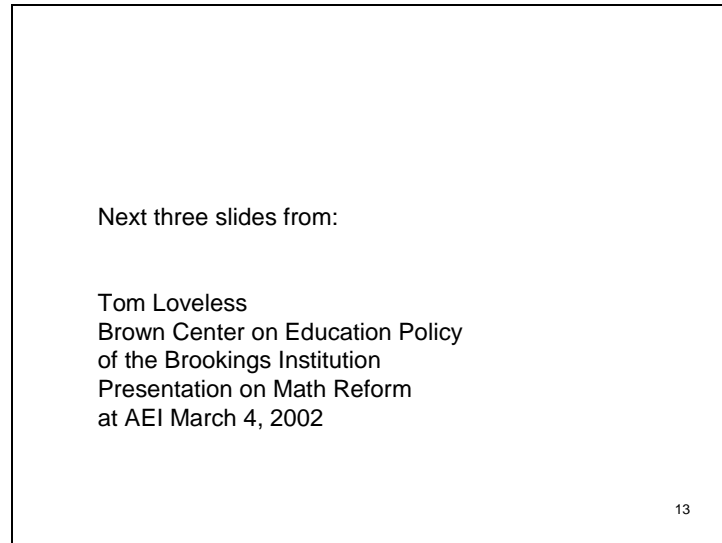 Next three slides from:
Tom Loveless
Brown Center on Education Policy
of the Brookings Institution
Presentation on Math Reform
at AEI March 4, 2002
13